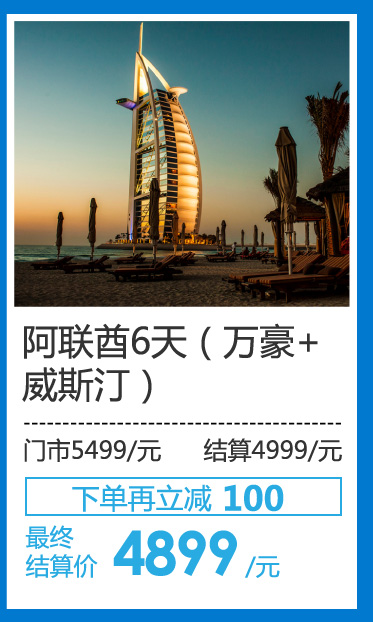 阿联酋6天（万豪+
威斯汀）
门市5499/元 结算4999/元
下单再立减 100
最终
结算价 4899 /元